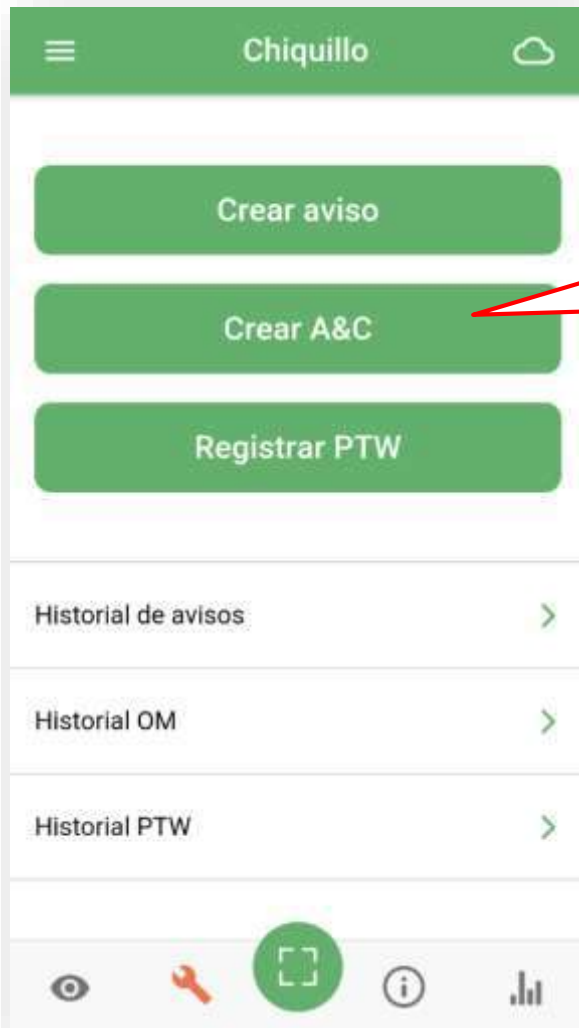 Chiquillo
Crear aviso
Crear A&C
Registrar PTW
Historial de avisos
Historial OM
Historial PTW